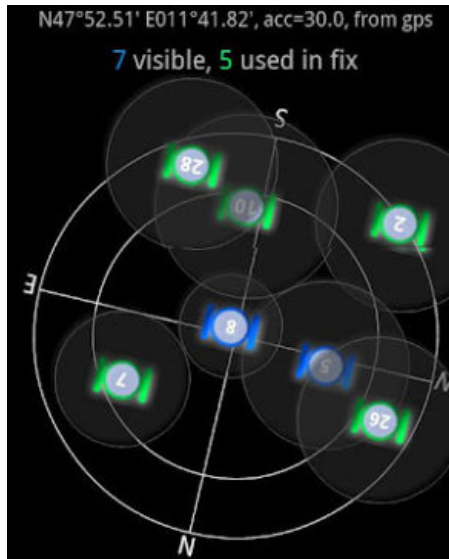 N47°52.51' E011°41.82', acc=30.0, from gps
7 visible, 5 used in fix
S
28
10
2
E
8
5
W
7
26
N